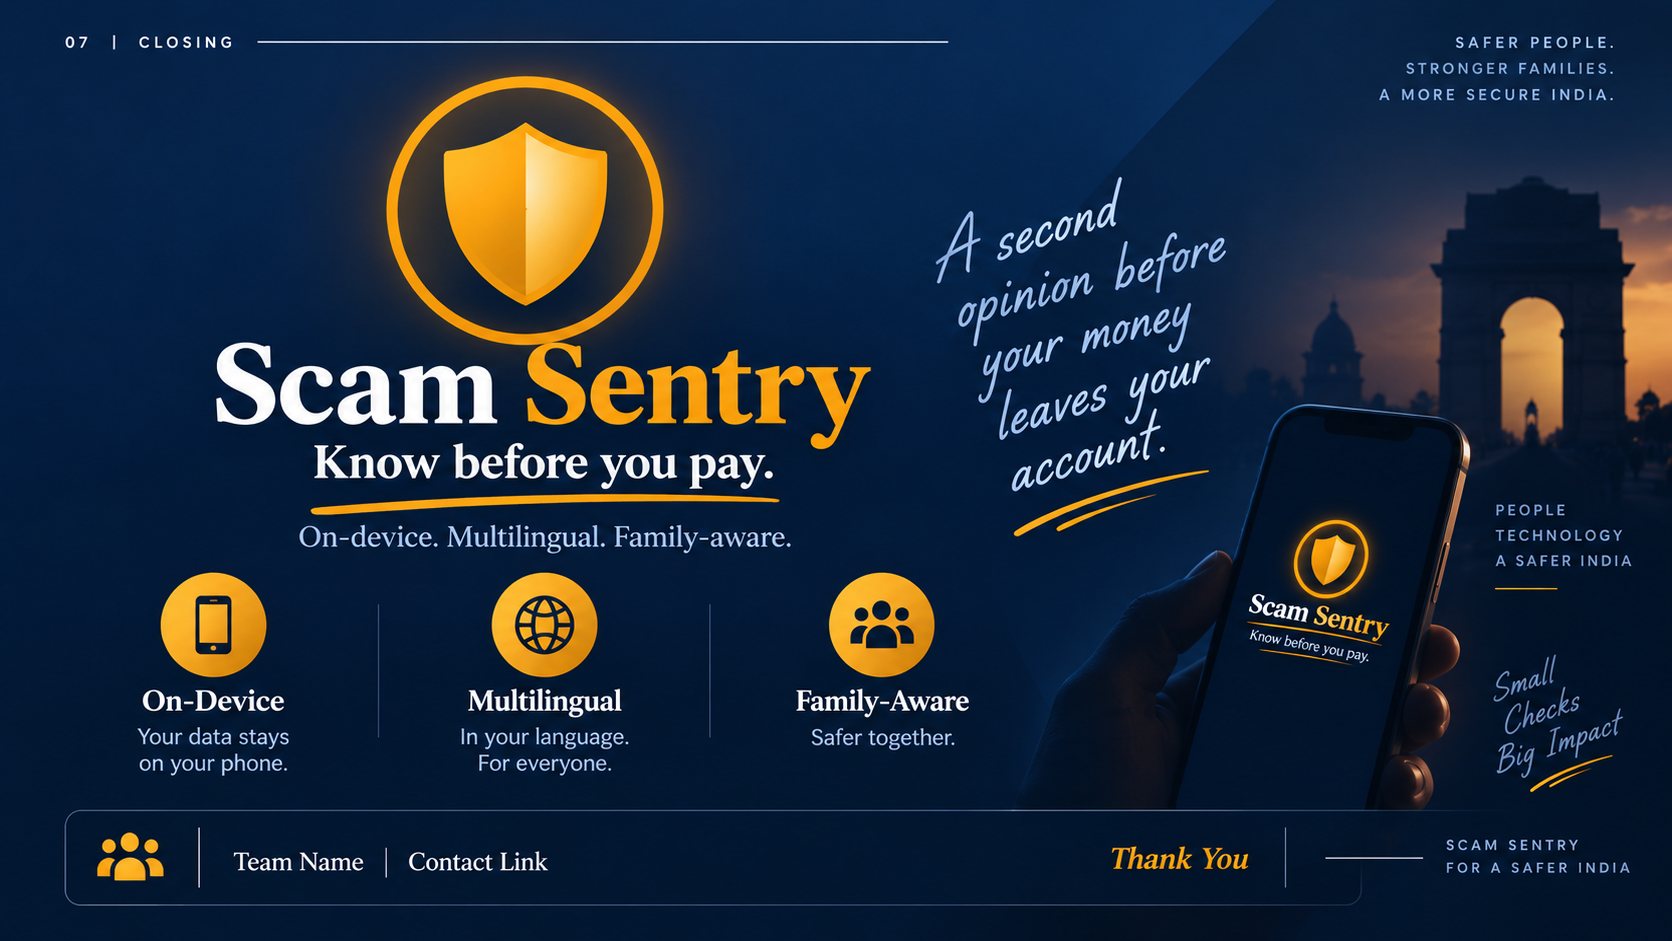 07 | CLOSING
SAFER PEOPLE.
STRONGER FAMILIES.
A MORE SECURE INDIA.
Scam Sentry
Know before you pay.
On-device. Multilingual. Family-aware.
A second
opinion before
your money
leaves your
account.
On-Device
Your data stays
on your phone.
Multilingual
In your language.
For everyone.
Family-Aware
Safer together.
Scam Sentry
Know before you pay.
PEOPLE
TECHNOLOGY
A SAFER INDIA
Small
Checks
Big Impact
Team Name | Contact Link
Thank You
SCAM SENTRY
FOR A SAFER INDIA